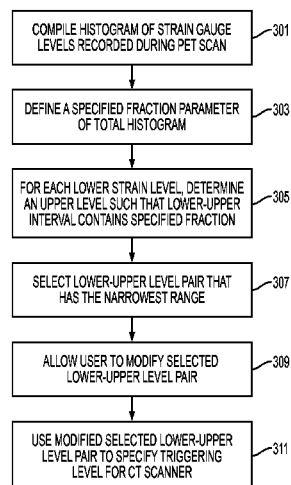 COMPILE HISTOGRAM OF STRAIN GAUGE
LEVELS RECORDED DURING PET SCAN
301
DEFINE A SPECIFIED FRACTION PARAMETER
OF TOTAL HISTOGRAM
303
FOR EACH LOWER STRAIN LEVEL, DETERMINE
AN UPPER LEVEL SUCH THAT LOWER-UPPER
INTERVAL CONTAINS SPECIFIED FRACTION
305
SELECT LOWER-UPPER LEVEL PAIR THAT
HAS THE NARROWEST RANGE
307
ALLOW USER TO MODIFY SELECTED
LOWER-UPPER LEVEL PAIR
309
USE MODIFIED SELECTED LOWER-UPPER
LEVEL PAIR TO SPECIFY TRIGGERING
LEVEL FOR CT SCANNER
311